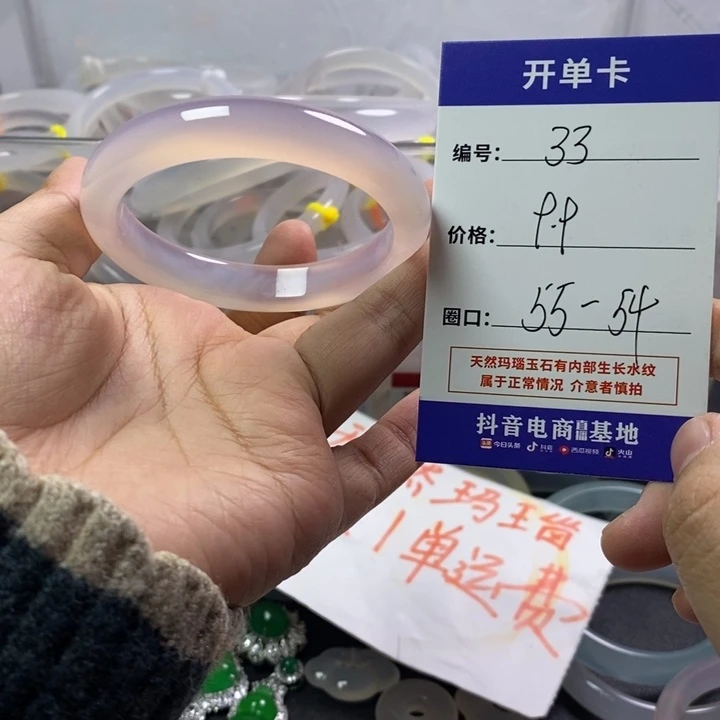 开单卡
编号: 33
价格: 9.9
圈口: 55-54
天然玛瑙玉石有内部生长水纹
属于正常情况 介意者慎拍
抖音电商直播基地
今日头条 抖音 西瓜视频 火山
然玛瑙
1单运费